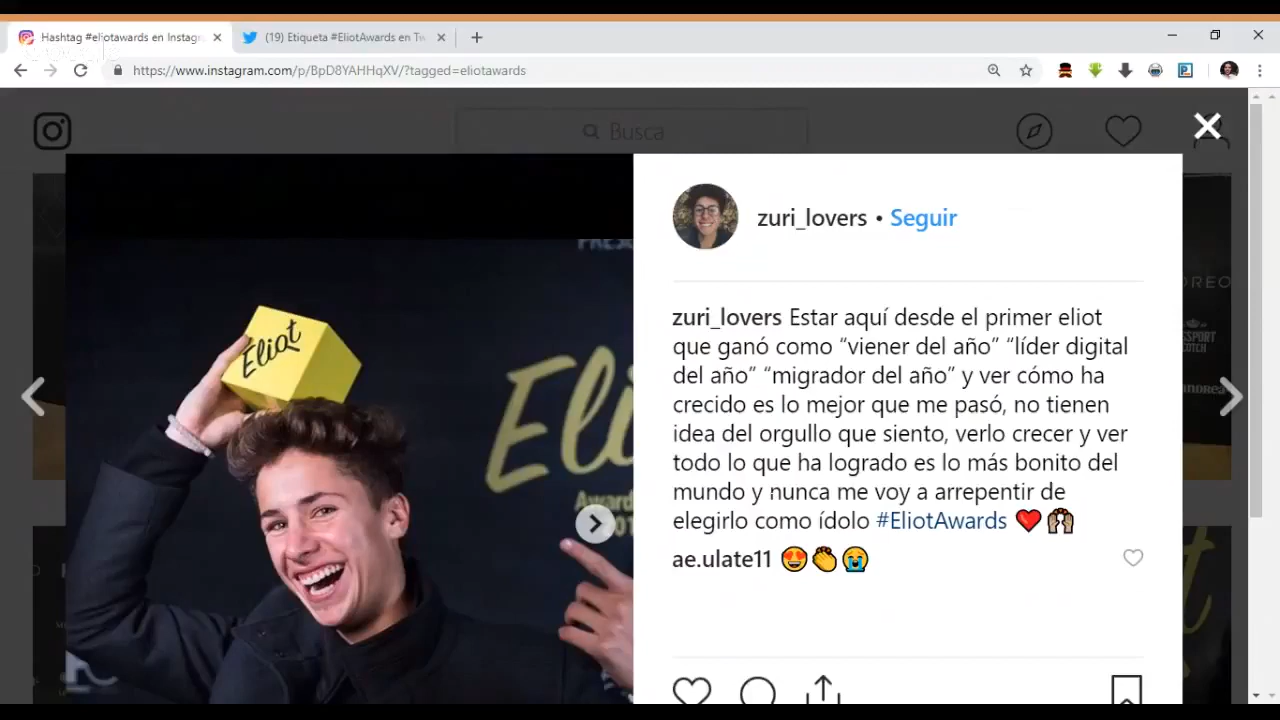 Hashtag #eliotawards en Instagr
(19) Etiqueta #EliotAwards en Tw
https://www.instagram.com/p/BpD8YAHHqXV/?tagged=eliotawards
Busca
zuri_lovers • Seguir
Eliot
Eli
Award
zuri_lovers Estar aquí desde el primer eliot
que ganó como “viener del año” “líder digital
del año” “migrador del año” y ver cómo ha
crecido es lo mejor que me pasó, no tienen
idea del orgullo que siento, verlo crecer y ver
todo lo que ha logrado es lo más bonito del
mundo y nunca me voy a arrepentir de
elegirlo como ídolo #EliotAwards ❤️🙌🏽
ae.ulate11 😍👏😭